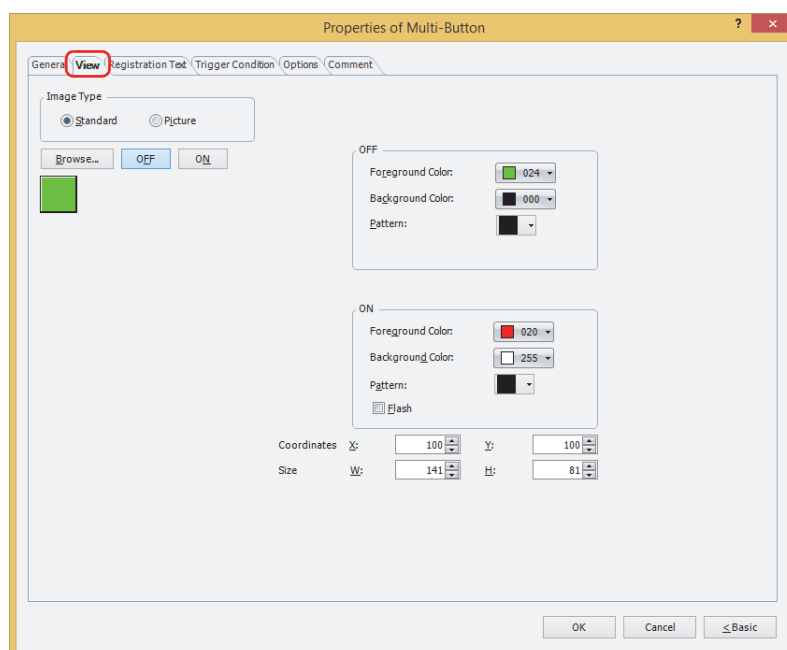 Properties of Multi-Button ? ×
General View Registration Text Trigger Condition Options Comment
Image Type
Standard Picture
Browse... OFF ON
OFF
Foreground Color: 024
Background Color: 000
Pattern:
ON
Foreground Color: 020
Background Color: 255
Pattern:
Flash
Coordinates X: 100 Y: 100
Size W: 141 H: 81
OK Cancel < Basic